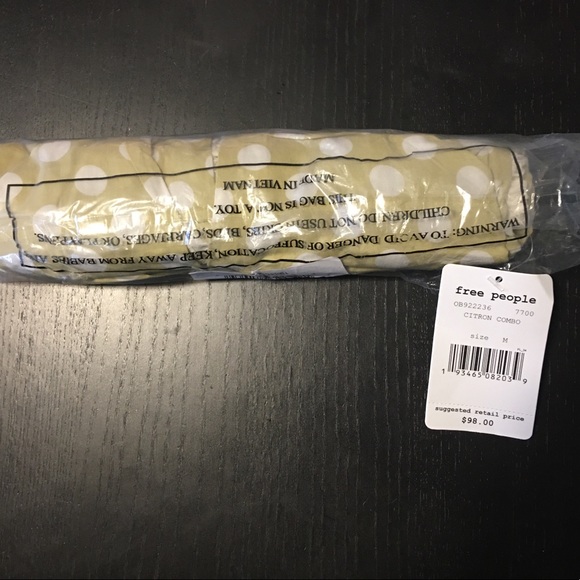 WARNING: TO AVOID DANGER OF SUFFOCATION, KEEP AWAY FROM BABIES AND
CHILDREN. DO NOT USE IN CRIBS, BEDS, CARRIAGES, OR PLAYPENS.
THIS BAG IS NOT A TOY.
MADE IN VIETNAM
free people
OB922236 7700
CITRON COMBO
size M
1 93465 08203 9
suggested retail price
$98.00